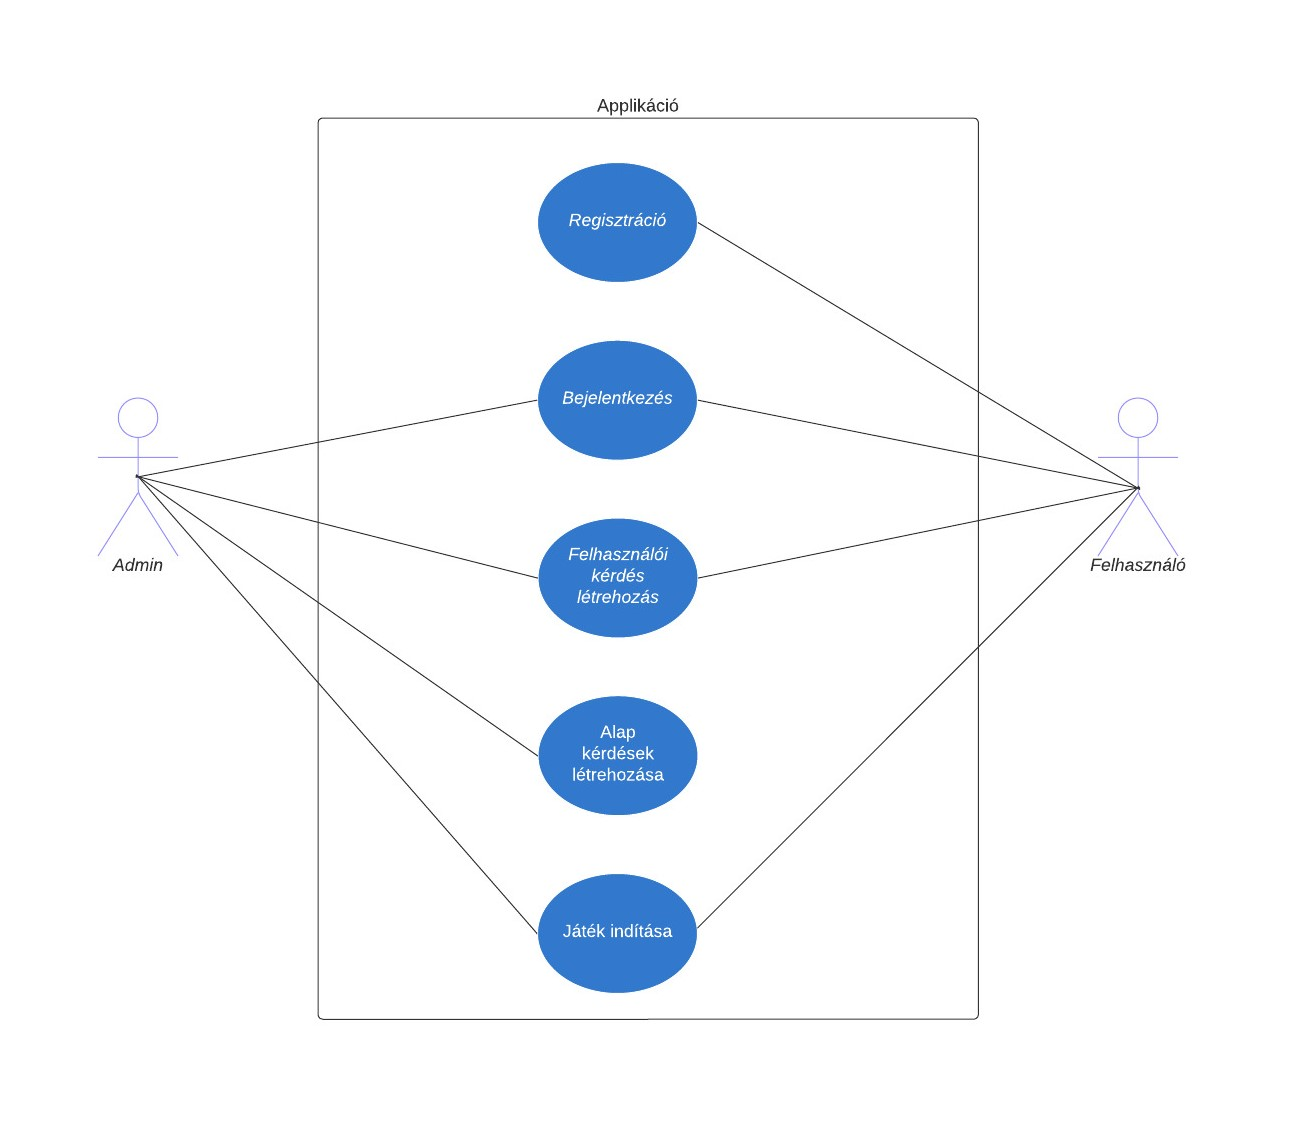 Applikáció
Regisztráció
Bejelentkezés
Felhasználói
kérdés
létrehozás
Admin
Felhasználó
Alap
kérdések
létrehozása
Játék indítása